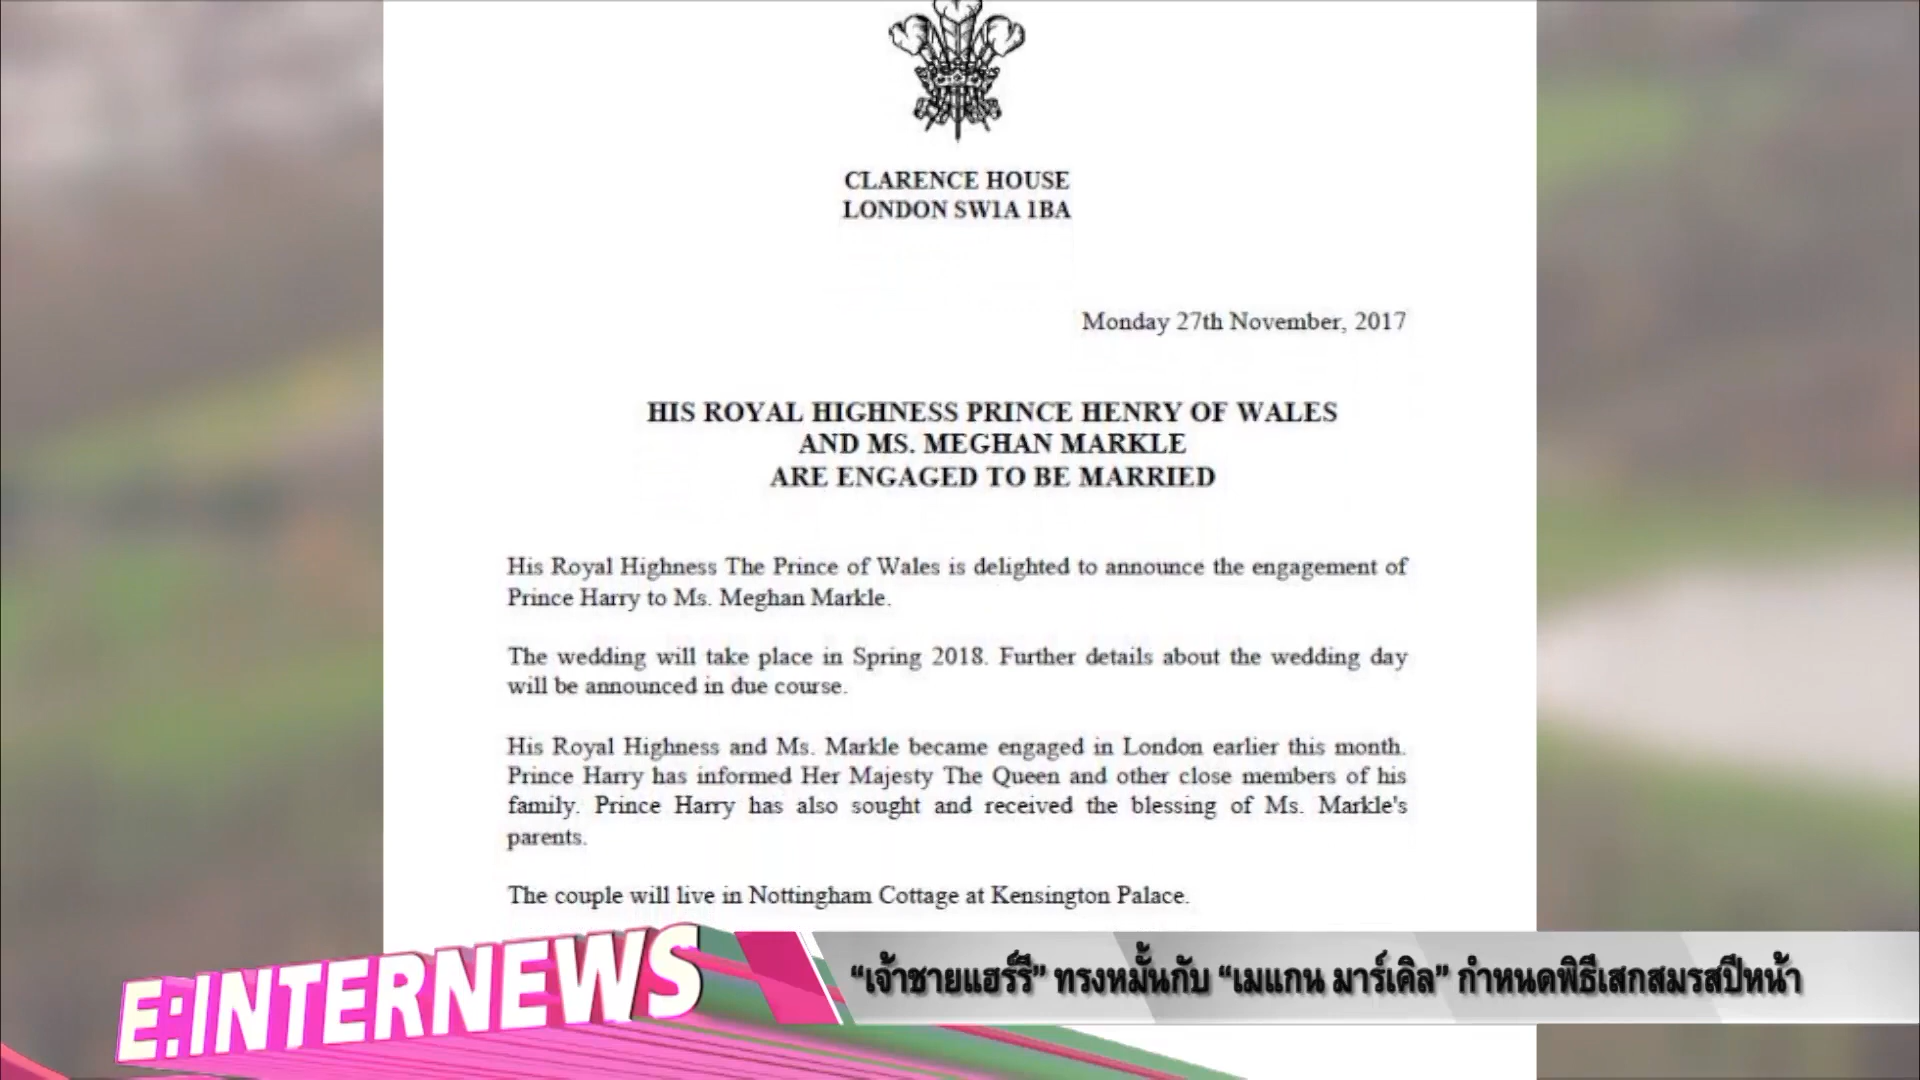 CLARENCE HOUSE
LONDON SW1A 1BA
Monday 27th November, 2017
HIS ROYAL HIGHNESS PRINCE HENRY OF WALES
AND MS. MEGHAN MARKLE
ARE ENGAGED TO BE MARRIED
His Royal Highness The Prince of Wales is delighted to announce the engagement of
Prince Harry to Ms. Meghan Markle.
The wedding will take place in Spring 2018. Further details about the wedding day
will be announced in due course.
His Royal Highness and Ms. Markle became engaged in London earlier this month.
Prince Harry has informed Her Majesty The Queen and other close members of his
family. Prince Harry has also sought and received the blessing of Ms. Markle's
parents.
The couple will live in Nottingham Cottage at Kensington Palace.
E:INTERNEWS
“เจ้าชายแฮร์รี” ทรงหมั้นกับ “เมแกน มาร์เคิล” กำหนดพิธีเสกสมรสปีหน้า